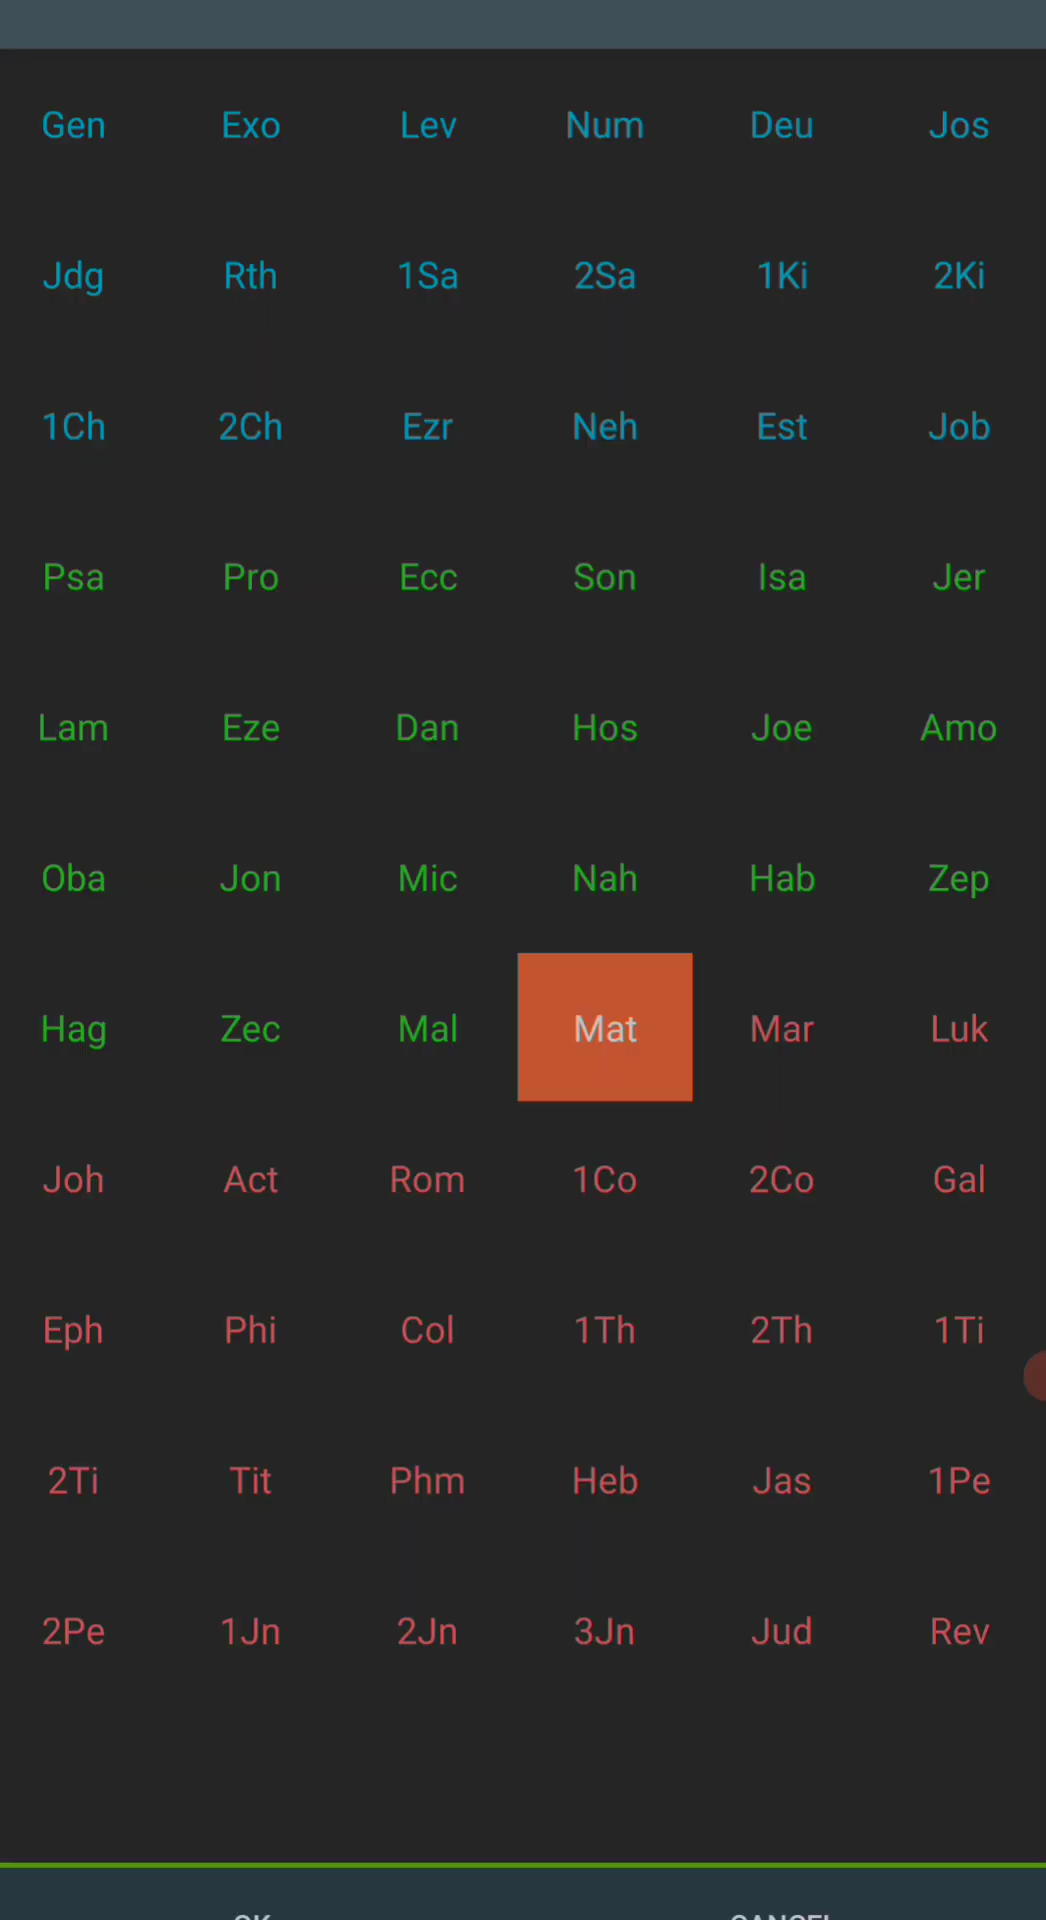 Gen Exo Lev Num Deu Jos
Jdg Rth 1Sa 2Sa 1Ki 2Ki
1Ch 2Ch Ezr Neh Est Job
Psa Pro Ecc Son Isa Jer
Lam Eze Dan Hos Joe Amo
Oba Jon Mic Nah Hab Zep
Hag Zec Mal Mat Mar Luk
Joh Act Rom 1Co 2Co Gal
Eph Phi Col 1Th 2Th 1Ti
2Ti Tit Phm Heb Jas 1Pe
2Pe 1Jn 2Jn 3Jn Jud Rev
OK CANCEL